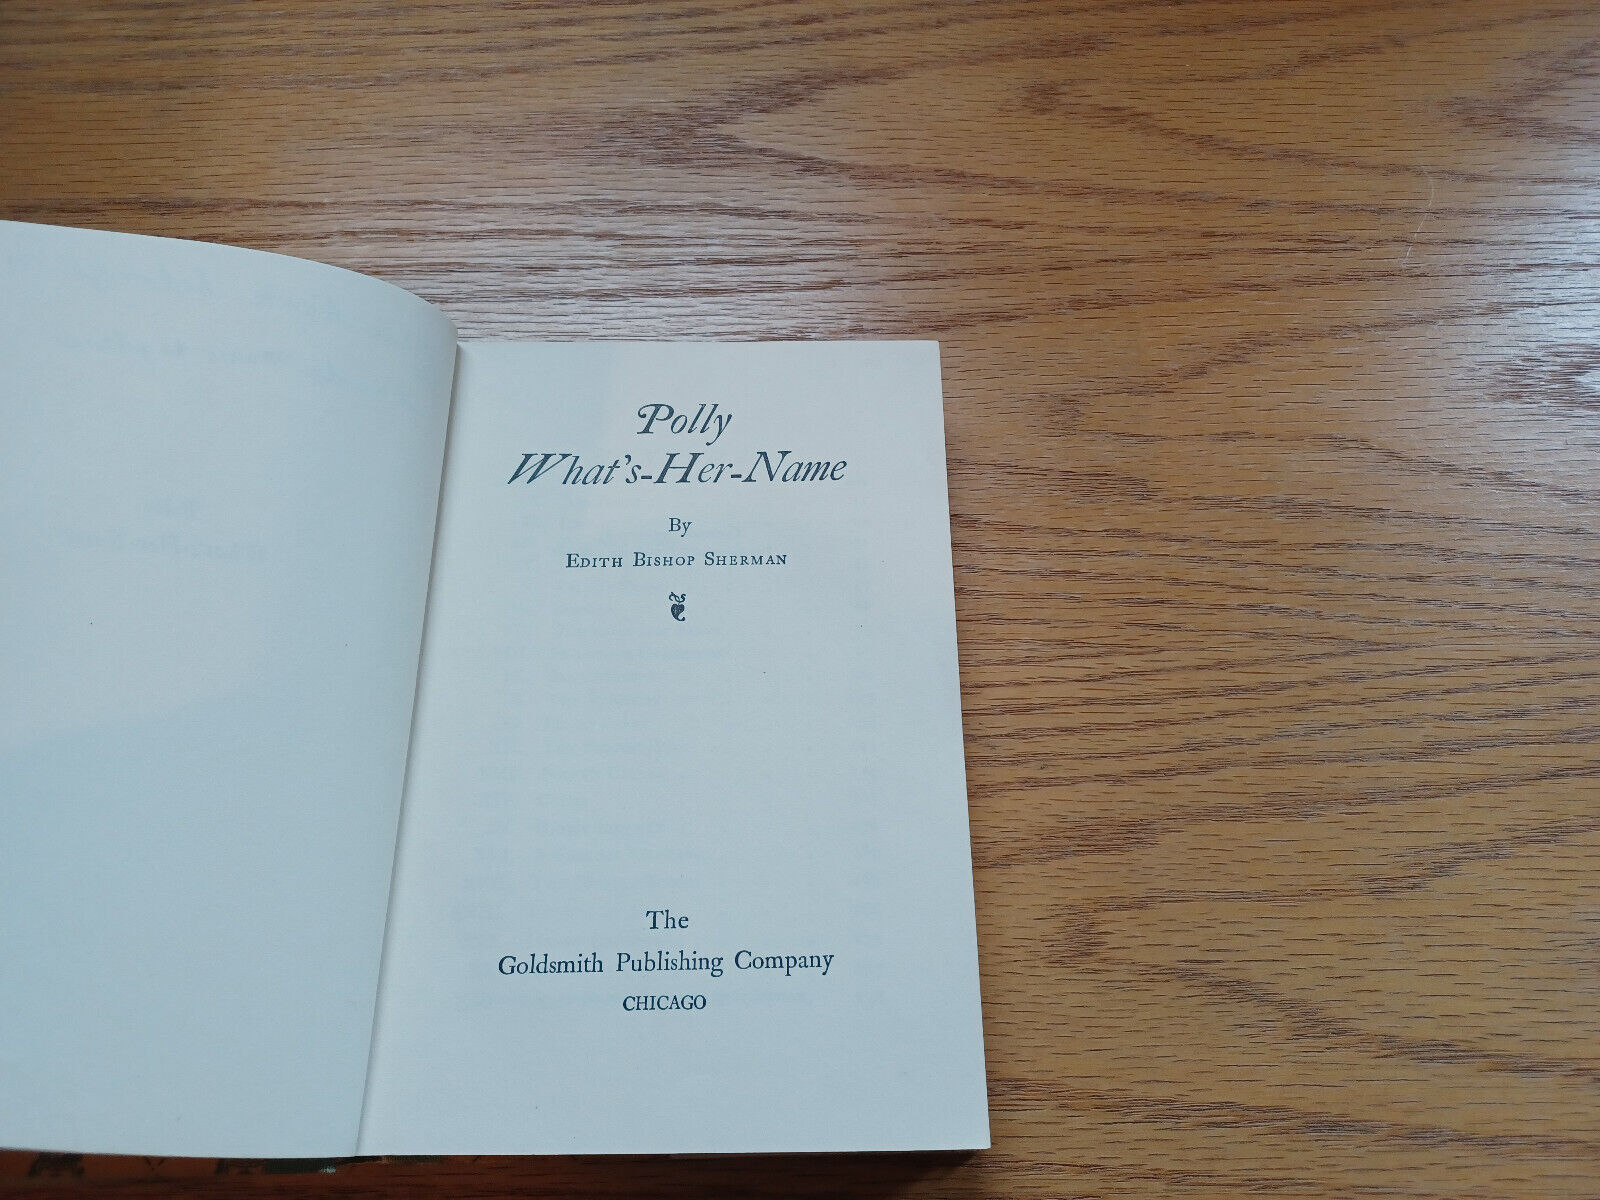 Polly
What's-Her-Name
By
EDITH BISHOP SHERMAN
The
Goldsmith Publishing Company
CHICAGO